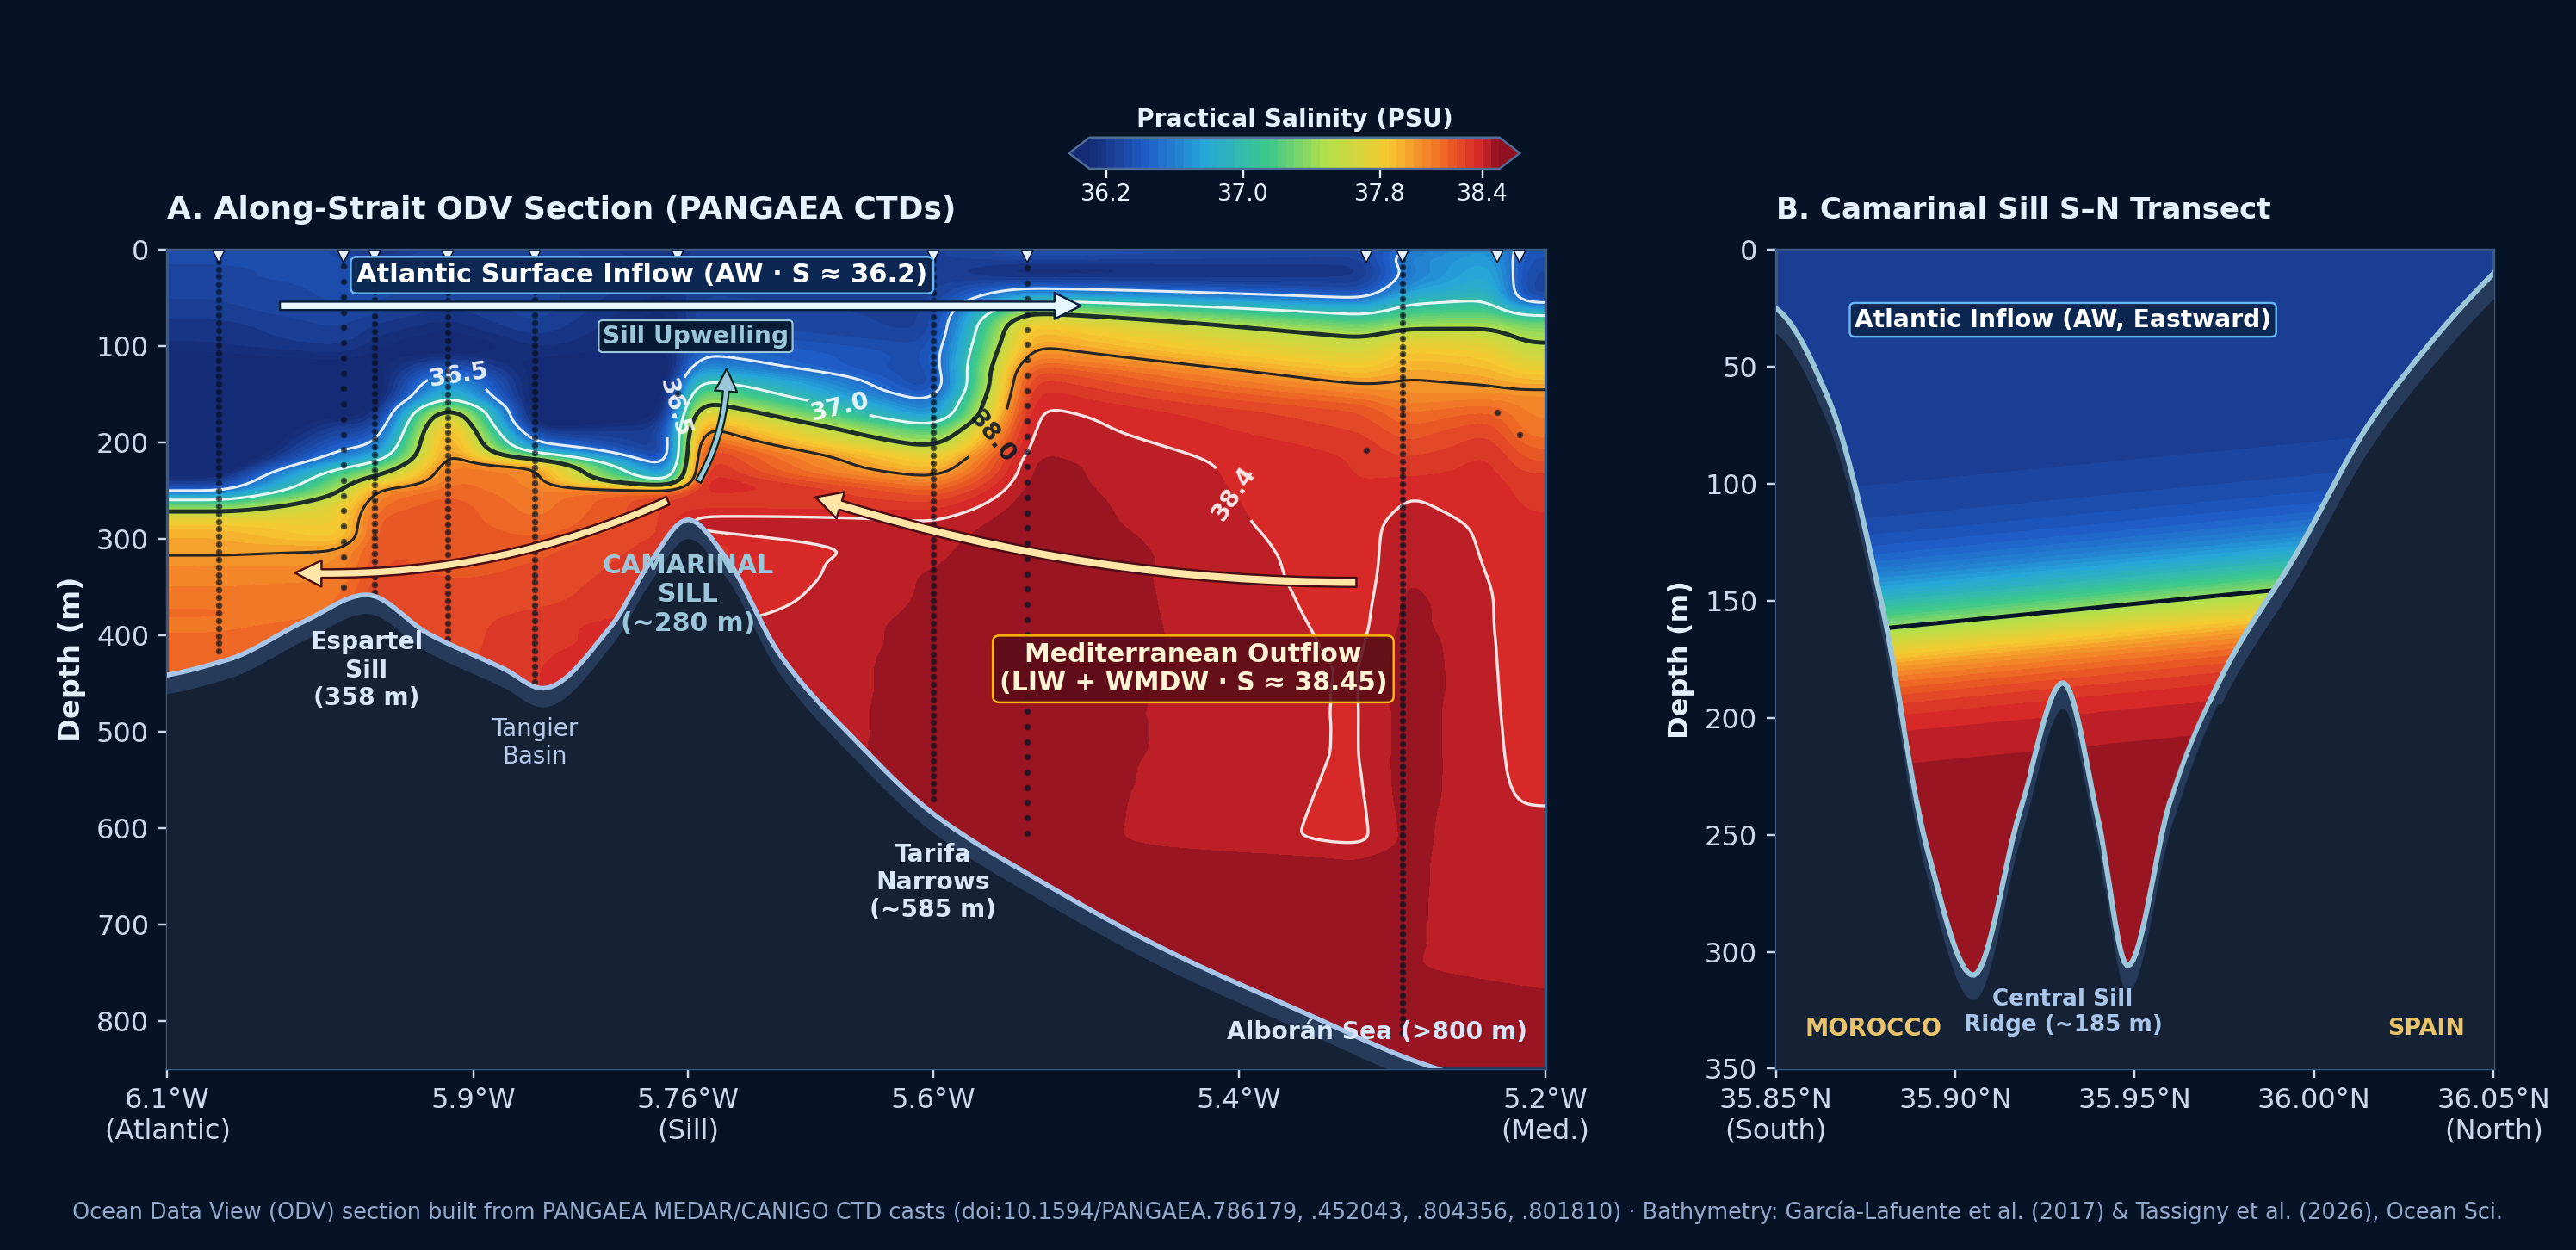 Practical Salinity (PSU)
36.2 37.0 37.8 38.4
A. Along-Strait ODV Section (PANGAEA CTDs)
Depth (m)
0
100
200
300
400
500
600
700
800
Atlantic Surface Inflow (AW · S ≈ 36.2)
Sill Upwelling
36.5
36.5
37.0
38.0
38.4
CAMARINAL
SILL
(~280 m)
Espartel
Sill
(358 m)
Tangier
Basin
Mediterranean Outflow
(LIW + WMDW · S ≈ 38.45)
Tarifa
Narrows
(~585 m)
Alborán Sea (>800 m)
6.1°W 5.9°W 5.76°W 5.6°W 5.4°W 5.2°W
(Atlantic) (Sill) (Med.)
B. Camarinal Sill S–N Transect
Depth (m)
0
50
100
150
200
250
300
350
Atlantic Inflow (AW, Eastward)
Central Sill
Ridge (~185 m)
MOROCCO
SPAIN
35.85°N 35.90°N 35.95°N 36.00°N 36.05°N
(South) (North)
Ocean Data View (ODV) section built from PANGAEA MEDAR/CANIGO CTD casts (doi:10.1594/PANGAEA.786179, .452043, .804356, .801810) · Bathymetry: García-Lafuente et al. (2017) & Tassigny et al. (2026), Ocean Sci.